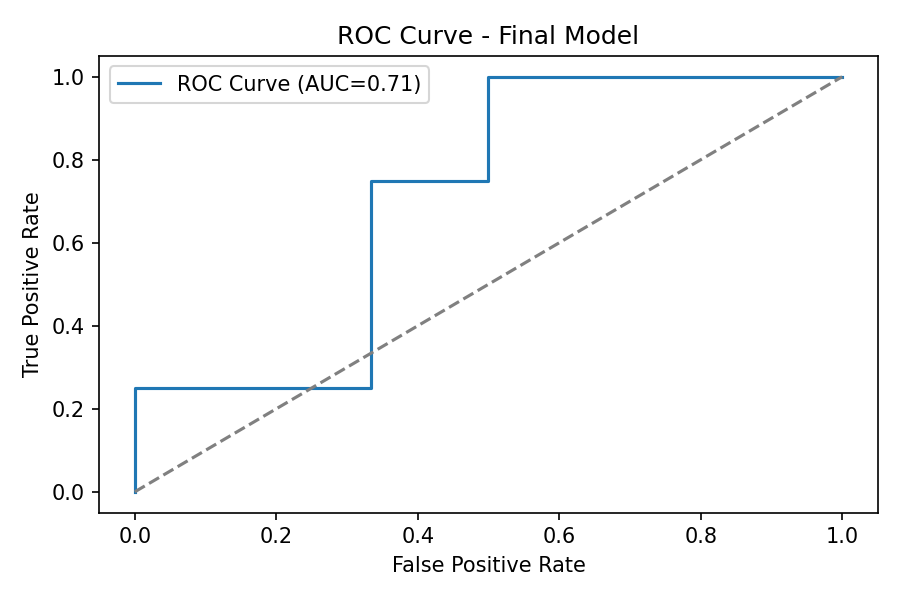 ROC Curve - Final Model
ROC Curve (AUC=0.71)
True Positive Rate
1.0
0.8
0.6
0.4
0.2
0.0
0.0 0.2 0.4 0.6 0.8 1.0
False Positive Rate